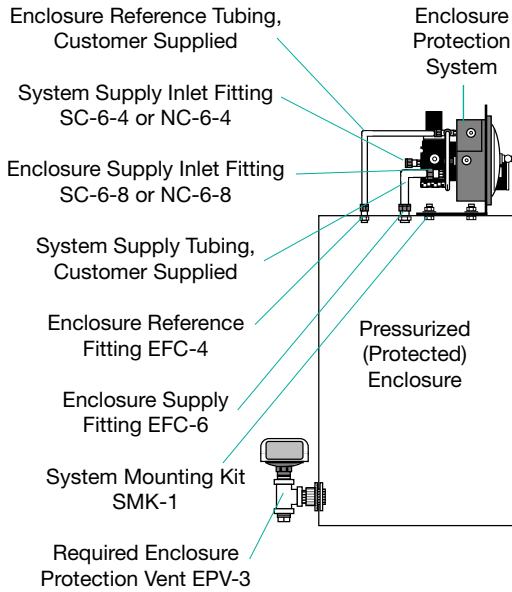 Enclosure Reference Tubing,
Customer Supplied
Enclosure
Protection
System
System Supply Inlet Fitting
SC-6-4 or NC-6-4
Enclosure Supply Inlet Fitting
SC-6-8 or NC-6-8
System Supply Tubing,
Customer Supplied
Enclosure Reference
Fitting EFC-4
Pressurized
(Protected)
Enclosure
Enclosure Supply
Fitting EFC-6
System Mounting Kit
SMK-1
Required Enclosure
Protection Vent EPV-3